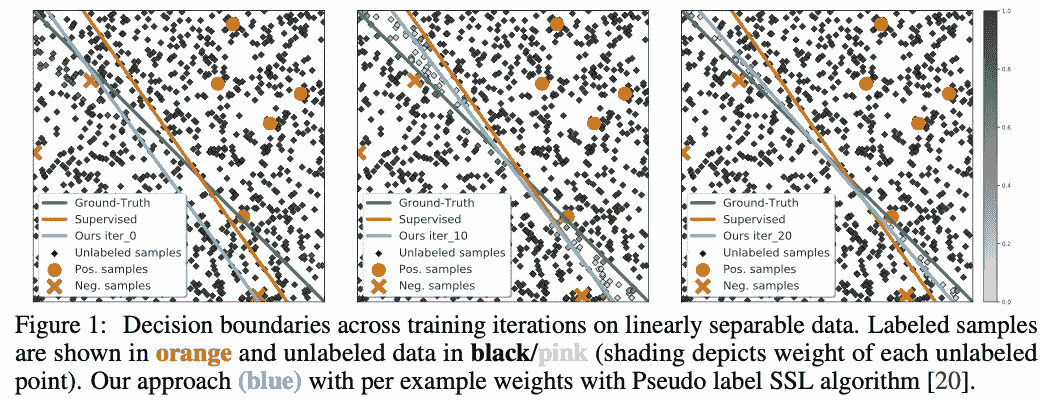 Ground-Truth
Supervised
Ours iter_0
Unlabeled samples
Pos. samples
Neg. samples
Ground-Truth
Supervised
Ours iter_10
Unlabeled samples
Pos. samples
Neg. samples
Ground-Truth
Supervised
Ours iter_20
Unlabeled samples
Pos. samples
Neg. samples
1.0
0.8
0.6
0.4
0.2
0.0
Figure 1: Decision boundaries across training iterations on linearly separable data. Labeled samples
are shown in orange and unlabeled data in black/pink (shading depicts weight of each unlabeled
point). Our approach (blue) with per example weights with Pseudo label SSL algorithm [20].